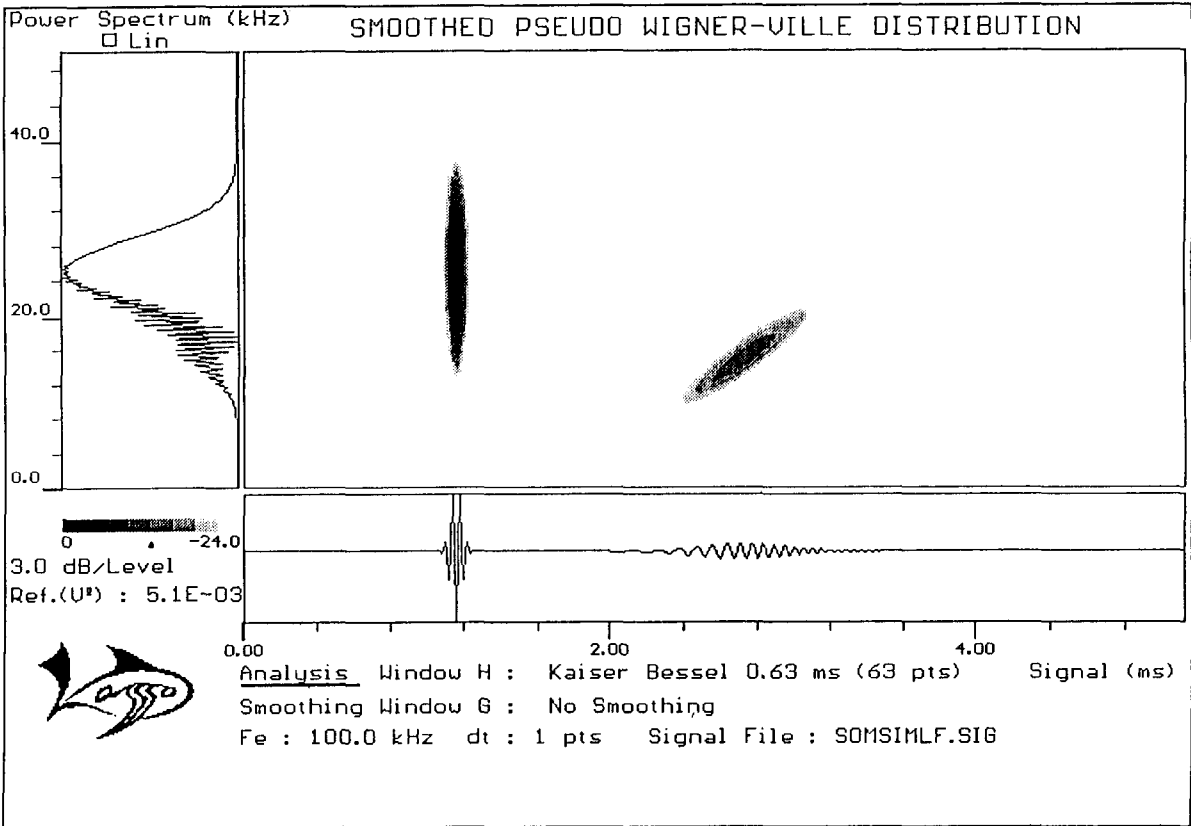 Power Spectrum (kHz)
□ Lin
SMOOTHED PSEUDO WIGNER-VILLE DISTRIBUTION
40.0
20.0
0.0
0 -24.0
3.0 dB/Level
Ref.(V²) : 5.1E-03
0.00 2.00 4.00
Analysis Window H : Kaiser Bessel 0.63 ms (63 pts) Signal (ms)
Smoothing Window G : No Smoothing
Fe : 100.0 kHz dt : 1 pts Signal File : SOMSIMLF.SIG